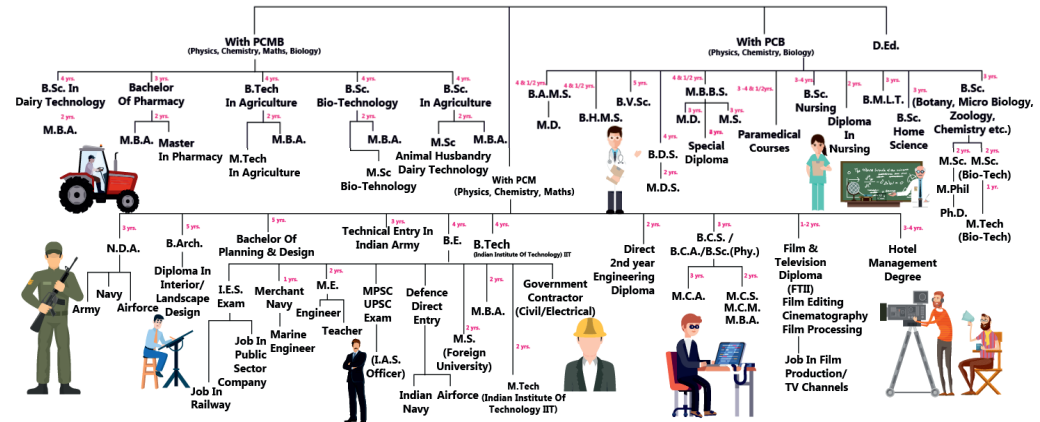 With PCMB
(Physics, Chemistry, Maths, Biology)
With PCB
(Physics, Chemistry, Biology)
D.Ed.
4 yrs.
B.Sc. In
Dairy Technology
2 yrs.
M.B.A.
3 yrs.
Bachelor
Of Pharmacy
2 yrs.
M.B.A.
Master
In Pharmacy
4 yrs.
B.Tech
In Agriculture
2 yrs.
M.B.A.
M.Tech
In Agriculture
4 yrs.
B.Sc.
Bio-Technology
2 yrs.
M.B.A.
M.Sc
Bio-Tehnology
4 yrs.
B.Sc.
In Agriculture
2 yrs.
M.Sc
Animal Husbandry
Dairy Technology
M.B.A.
4 & 1/2 yrs.
B.A.M.S.
M.D.
4 & 1/2 yrs.
B.H.M.S.
5 yrs.
B.V.Sc.
4 yrs.
B.D.S.
2 yrs.
M.D.S.
4 & 1/2 yrs.
M.B.B.S.
3 yrs.
M.D.
3 yrs.
M.S.
8 yrs.
Special
Diploma
3 -4 & 1/2yrs.
Paramedical
Courses
3-4yrs.
B.Sc.
Nursing
2 yrs.
Diploma
In
Nursing
3 yrs.
B.M.L.T.
3 yrs.
B.Sc.
Home
Science
3 yrs.
B.Sc.
(Botany, Micro Biology,
Zoology,
Chemistry etc.)
2 yrs.
M.Sc.
M.Phil
Ph.D.
2 yrs.
M.Sc.
(Bio-Tech)
1 yr.
M.Tech
(Bio-Tech)
With PCM
(Physics, Chemistry, Maths)
3 yrs.
N.D.A.
Army
Navy
Airforce
5 yrs.
B.Arch.
Diploma In
Interior/
Landscape
Design
5 yrs.
Bachelor Of
Planning & Design
3 yrs.
Technical Entry In
Indian Army
4 yrs.
B.E.
4 yrs.
B.Tech
(Indian Institute Of Technology) IIT
I.E.S.
Exam
Job In
Railway
Job In
Public
Sector
Company
1 yrs.
Merchant
Navy
Marine
Engineer
2 yrs.
M.E.
Engineer
Teacher
MPSC
UPSC
Exam
(I.A.S.
Officer)
Defence
Direct
Entry
Indian
Navy
Airforce
2 yrs.
M.S.
(Foreign
University)
2 yrs.
M.B.A.
2 yrs.
M.Tech
(Indian Institute Of
Technology IIT)
Government
Contractor
(Civil/Electrical)
2 yrs.
Direct
2nd year
Engineering
Diploma
3 yrs.
B.C.S. /
B.C.A./B.Sc.(Phy.)
3 yrs.
M.C.A.
2 yrs.
M.C.S.
M.C.M.
M.B.A.
1-2 yrs.
Film &
Television
Diploma
(FTII)
Film Editing
Cinematography
Film Processing
Job In Film
Production/
TV Channels
3-4 yrs.
Hotel
Management
Degree